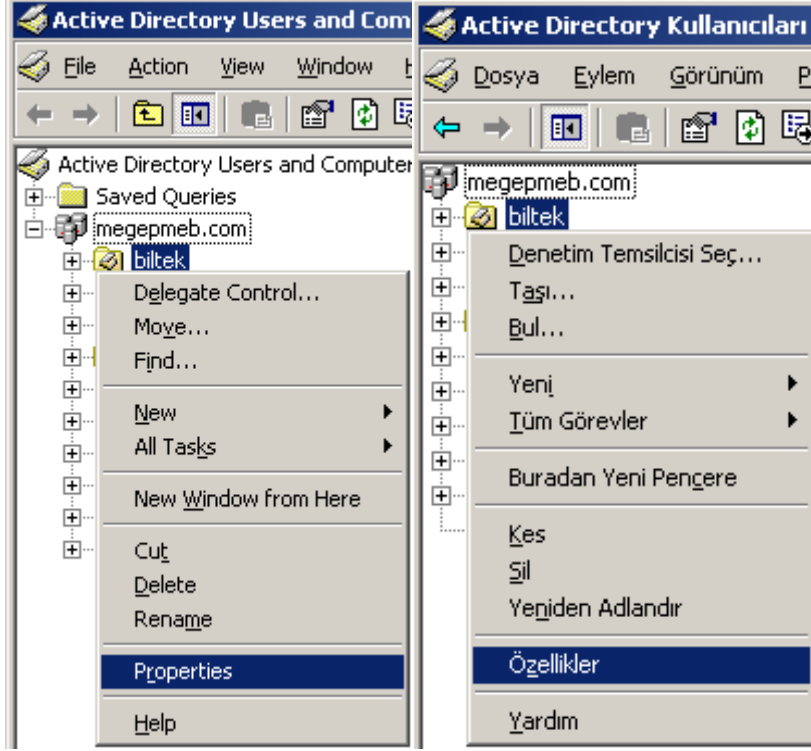 Active Directory Users and Com
File Action View Window
Active Directory Users and Computer
Saved Queries
megepmeb.com
biltek
Delegate Control...
Move...
Find...
New
All Tasks
New Window from Here
Cut
Delete
Rename
Properties
Help
Active Directory Kullanıcıları
Dosya Eylem Görünüm P
megepmeb.com
biltek
Denetim Temsilcisi Seç...
Taşı...
Bul...
Yeni
Tüm Görevler
Buradan Yeni Pencere
Kes
Sil
Yeniden Adlandır
Özellikler
Yardım